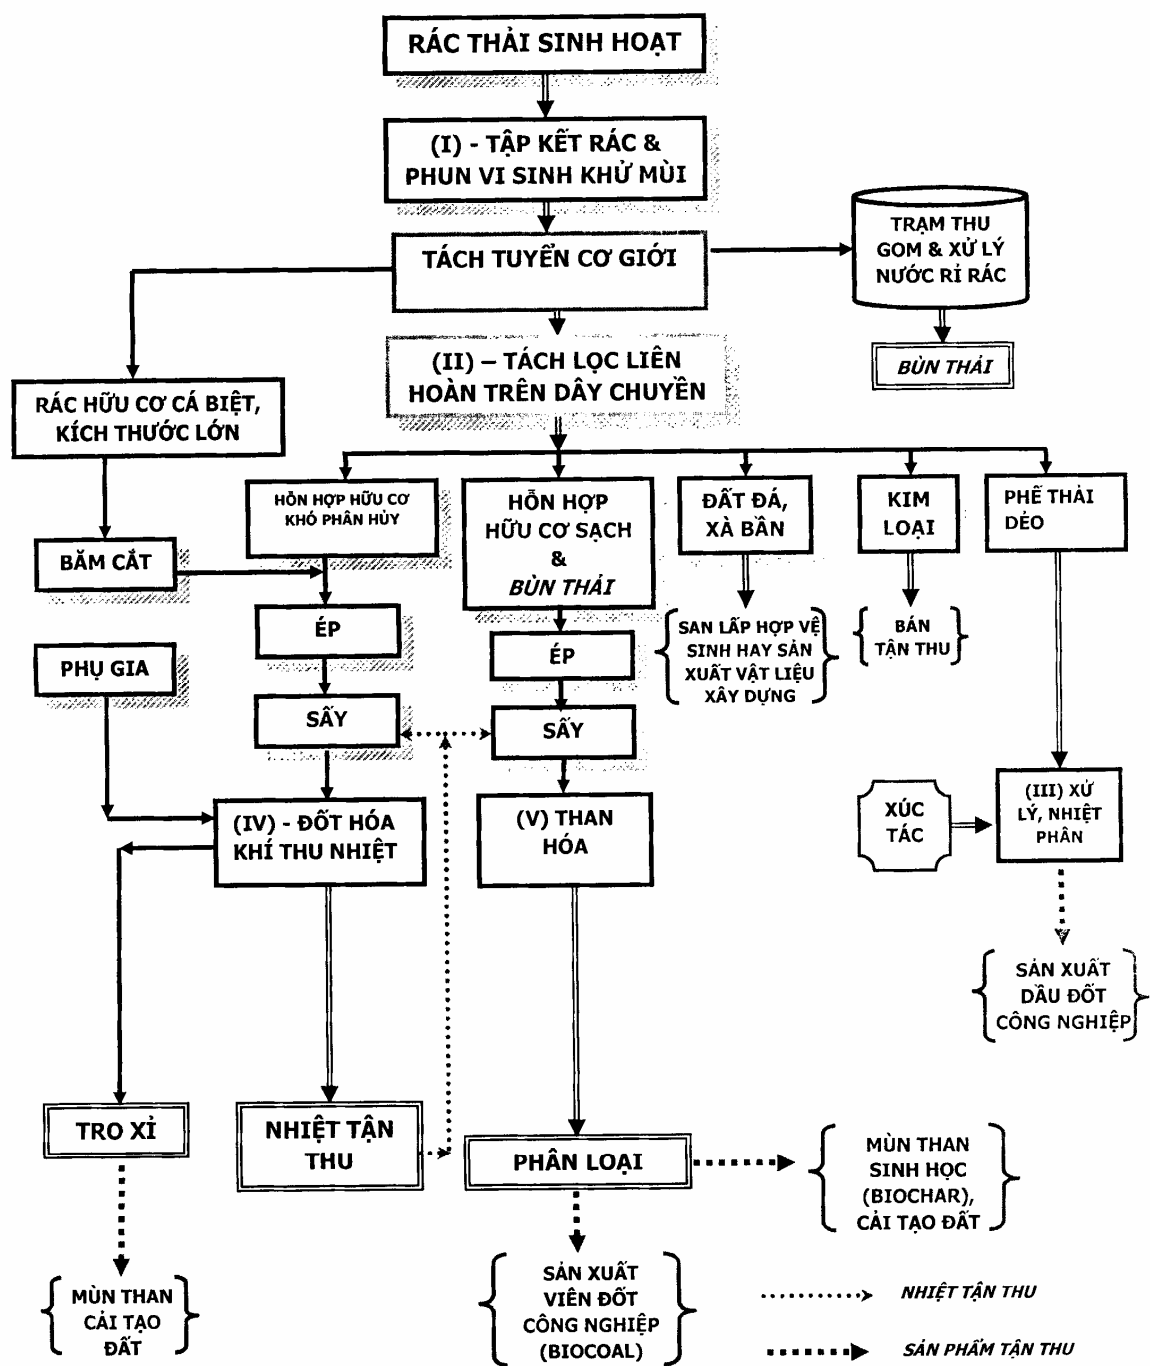 RÁC THẢI SINH HOẠT
(I) - TẬP KẾT RÁC &
PHUN VI SINH KHỬ MÙI
TÁCH TUYỂN CƠ GIỚI
TRẠM THU
GOM & XỬ LÝ
NƯỚC RỈ RÁC
BÙN THẢI
(II) – TÁCH LỌC LIÊN
HOÀN TRÊN DÂY CHUYỀN
RÁC HỮU CƠ CÁ BIỆT,
KÍCH THƯỚC LỚN
HỖN HỢP HỮU CƠ
KHÓ PHÂN HỦY
HỖN HỢP
HỮU CƠ SẠCH
&
BÙN THẢI
ĐẤT ĐÁ,
XÀ BẦN
KIM
LOẠI
PHẾ THẢI
DẺO
BĂM CẮT
ÉP
ÉP
SAN LẤP HỢP VỆ
SINH HAY SẢN
XUẤT VẬT LIỆU
XÂY DỰNG
BÁN
TẬN THU
PHỤ GIA
SẤY
SẤY
(IV) - ĐỐT HÓA
KHÍ THU NHIỆT
(V) THAN
HÓA
XÚC
TÁC
(III) XỬ
LÝ, NHIỆT
PHÂN
SẢN XUẤT
DẦU ĐỐT
CÔNG NGHIỆP
TRO XỈ
NHIỆT TẬN
THU
PHÂN LOẠI
MÙN THAN
SINH HỌC
(BIOCHAR),
CẢI TẠO ĐẤT
MÙN THAN
CẢI TẠO
ĐẤT
SẢN XUẤT
VIÊN ĐỐT
CÔNG NGHIỆP
(BIOCOAL)
NHIỆT TẬN THU
SẢN PHẨM TẬN THU